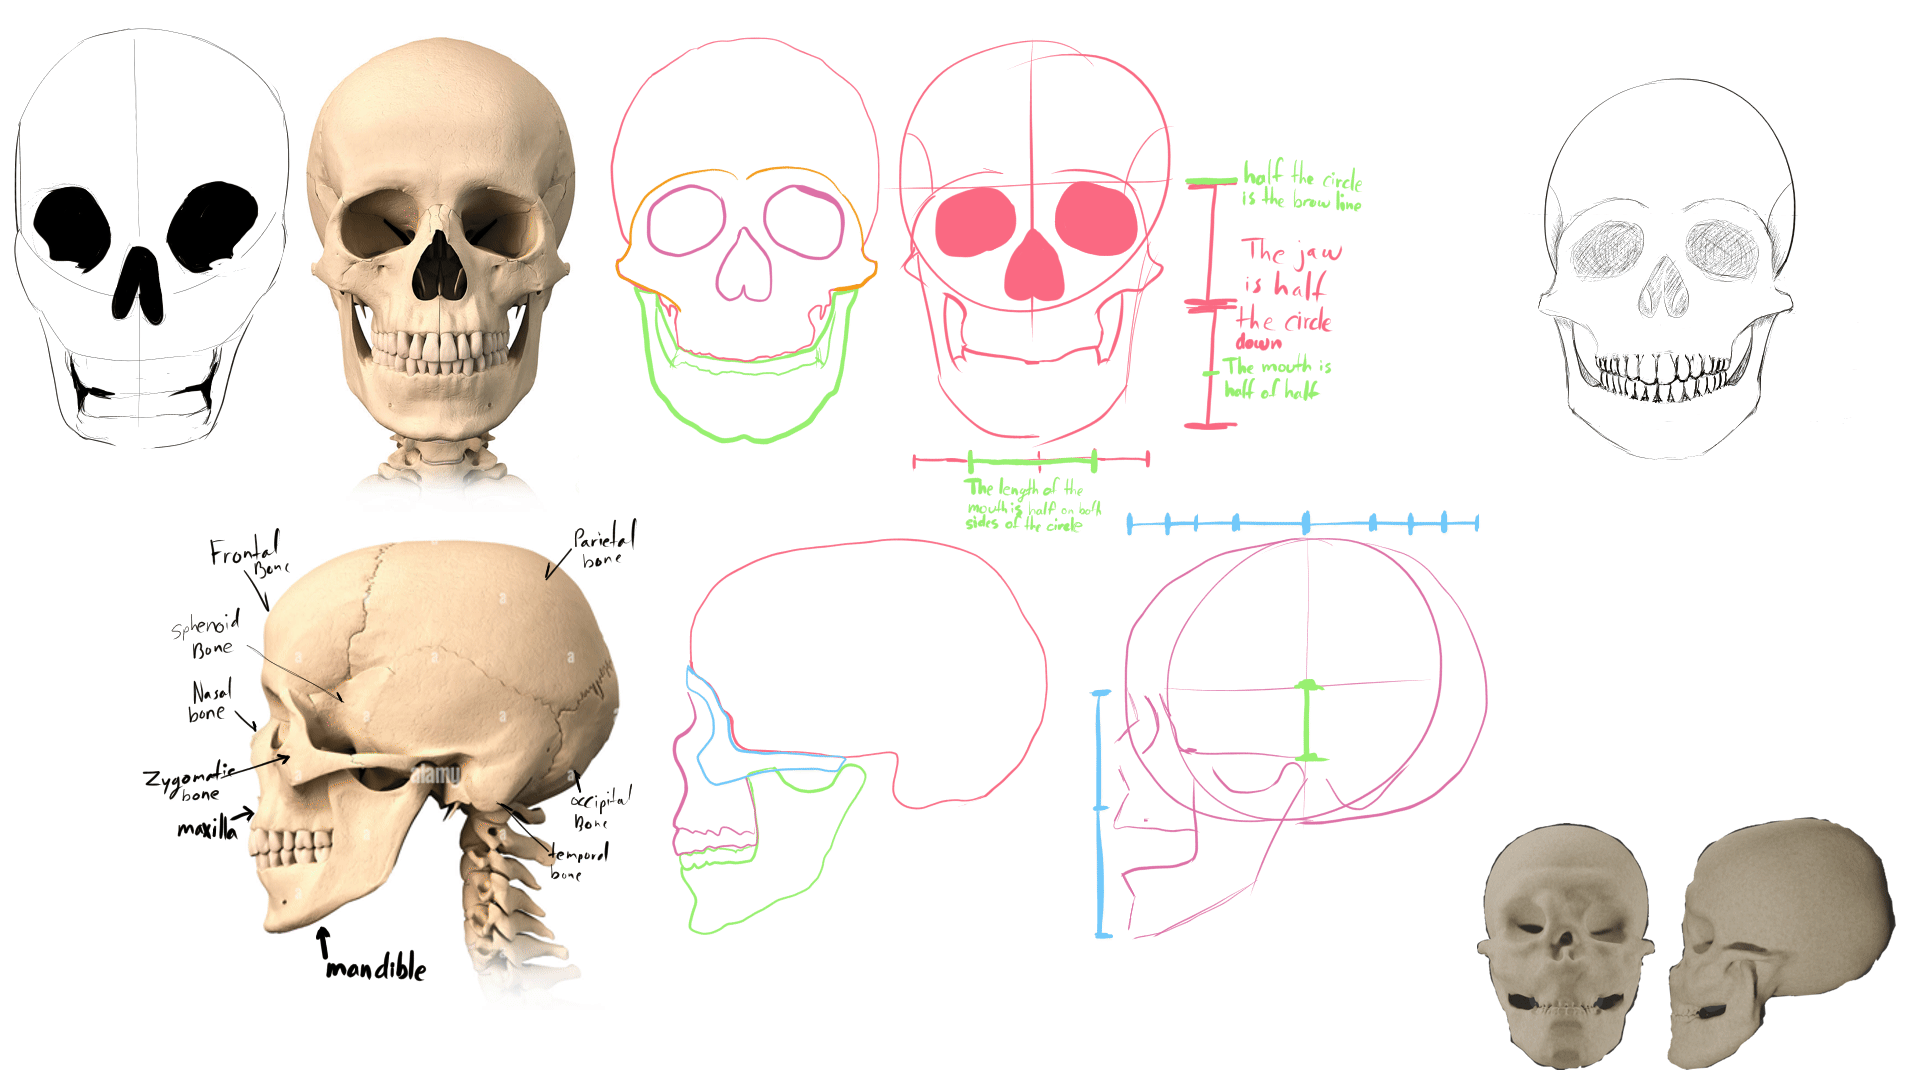 half the circle
is the brow line
The jaw
is half
the circle
down
The mouth is
half of half
The length of the
mouth is half on both
sides of the circle
Frontal
Bone
Parietal
bone
sphenoid
Bone
Nasal
bone
Zygomatic
bone
maxilla
occipital
Bone
temporal
bone
mandible
alamy
a
a
a
a
a
a
a
a
a